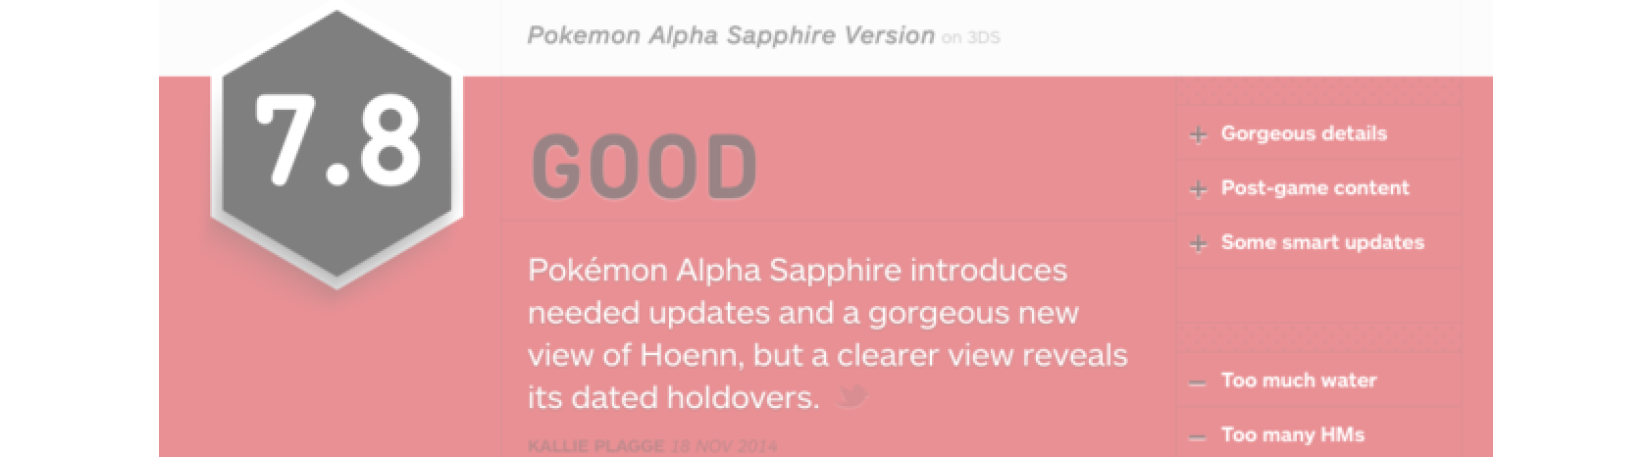 7.8
Pokemon Alpha Sapphire Version on 3DS
GOOD
Pokémon Alpha Sapphire introduces
needed updates and a gorgeous new
view of Hoenn, but a clearer view reveals
its dated holdovers.
KALLIE PLAGGE 18 NOV 2014
+ Gorgeous details
+ Post-game content
+ Some smart updates
– Too much water
– Too many HMs